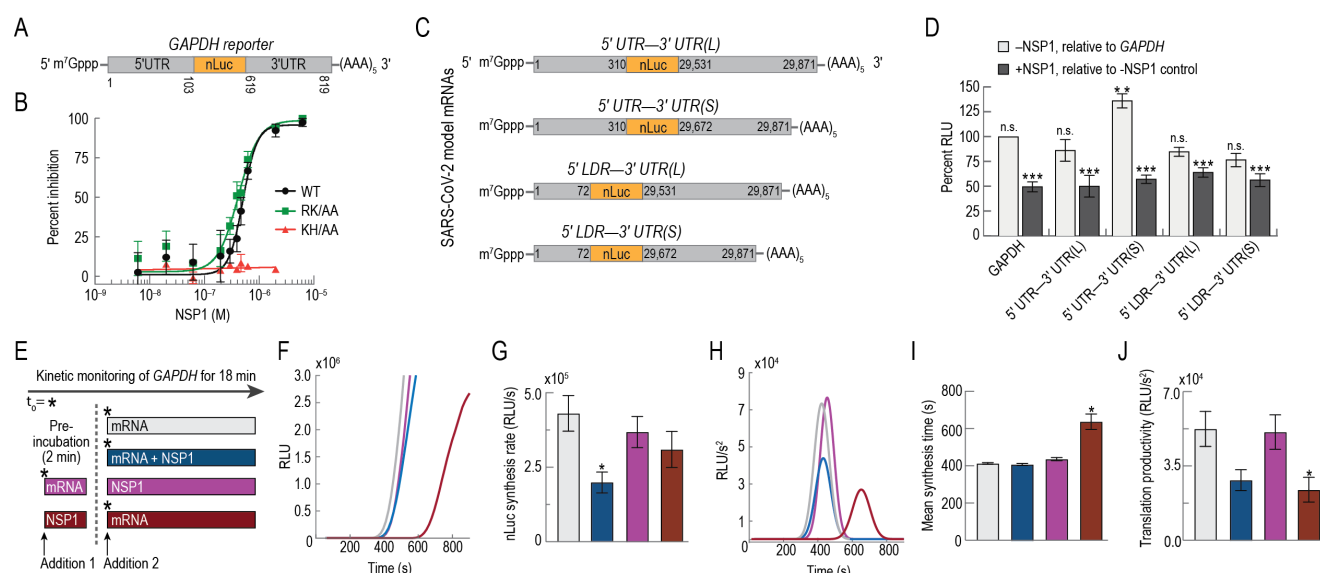 A
GAPDH reporter
5' m⁷Gppp
5'UTR
nLuc
3'UTR
(AAA)₅ 3'
1
103
619
819
B
Percent inhibition
100
75
50
25
0
WT
RK/AA
KH/AA
10⁻⁹
10⁻⁸
10⁻⁷
10⁻⁶
10⁻⁵
NSP1 (M)
C
SARS-CoV-2 model mRNAs
5' UTR—3' UTR(L)
5' m⁷Gppp 1 310 nLuc 29,531 29,871 (AAA)₅ 3'
5' UTR—3' UTR(S)
m⁷Gppp 1 310 nLuc 29,672 29,871 (AAA)₅
5' LDR—3' UTR(L)
m⁷Gppp 1 72 nLuc 29,531 29,871 (AAA)₅
5' LDR—3' UTR(S)
m⁷Gppp 1 72 nLuc 29,672 29,871 (AAA)₅
D
–NSP1, relative to GAPDH
+NSP1, relative to -NSP1 control
Percent RLU
150
125
100
75
50
25
0
n.s.
***
n.s.
***
**
***
n.s.
***
n.s.
***
GAPDH
5' UTR—3' UTR(L)
5' UTR—3' UTR(S)
5' LDR—3' UTR(L)
5' LDR—3' UTR(S)
E
Kinetic monitoring of GAPDH for 18 min
t₀= *
Pre-
incubation
(2 min)
* mRNA
* mRNA + NSP1
* mRNA
NSP1
NSP1
* mRNA
Addition 1
Addition 2
F
x10⁶
RLU
3.0
2.6
2.1
1.6
1.0
0.5
0
200
400
600
800
Time (s)
G
x10⁵
nLuc synthesis rate (RLU/s)
5.0
2.5
0
*
H
x10⁴
RLU/s²
9
7
5
3
1
0
200
400
600
800
Time (s)
I
Mean synthesis time (s)
800
600
400
200
0
*
J
x10⁴
Translation productivity (RLU/s²)
7.0
3.5
0.0
*